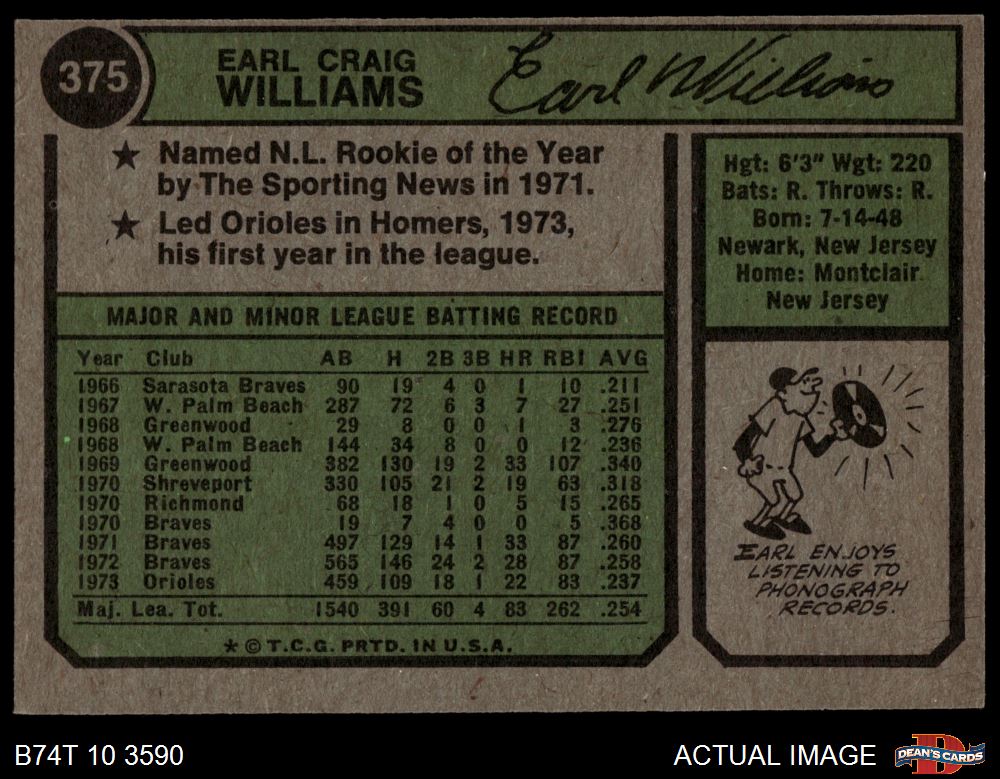 375
EARL CRAIG
WILLIAMS
Earl Williams
★ Named N.L. Rookie of the Year
by The Sporting News in 1971.
★ Led Orioles in Homers, 1973,
his first year in the league.
Hgt: 6'3" Wgt: 220
Bats: R. Throws: R.
Born: 7-14-48
Newark, New Jersey
Home: Montclair
New Jersey
MAJOR AND MINOR LEAGUE BATTING RECORD
Year Club AB H 2B 3B HR RBI AVG
1966 Sarasota Braves 90 19 4 0 1 10 .211
1967 W. Palm Beach 287 72 6 3 7 27 .251
1968 Greenwood 29 8 0 0 1 3 .276
1968 W. Palm Beach 144 34 8 0 0 12 .236
1969 Greenwood 382 130 19 2 33 107 .340
1970 Shreveport 330 105 21 2 19 63 .318
1970 Richmond 68 18 1 0 5 15 .265
1970 Braves 19 7 4 0 0 5 .368
1971 Braves 497 129 14 1 33 87 .260
1972 Braves 565 146 24 2 28 87 .258
1973 Orioles 459 109 18 1 22 83 .237
Maj. Lea. Tot. 1540 391 60 4 83 262 .254
* © T.C.G. PRTD. IN U.S.A.
EARL ENJOYS
LISTENING TO
PHONOGRAPH
RECORDS.
B74T 10 3590
ACTUAL IMAGE
D
DEAN'S CARDS